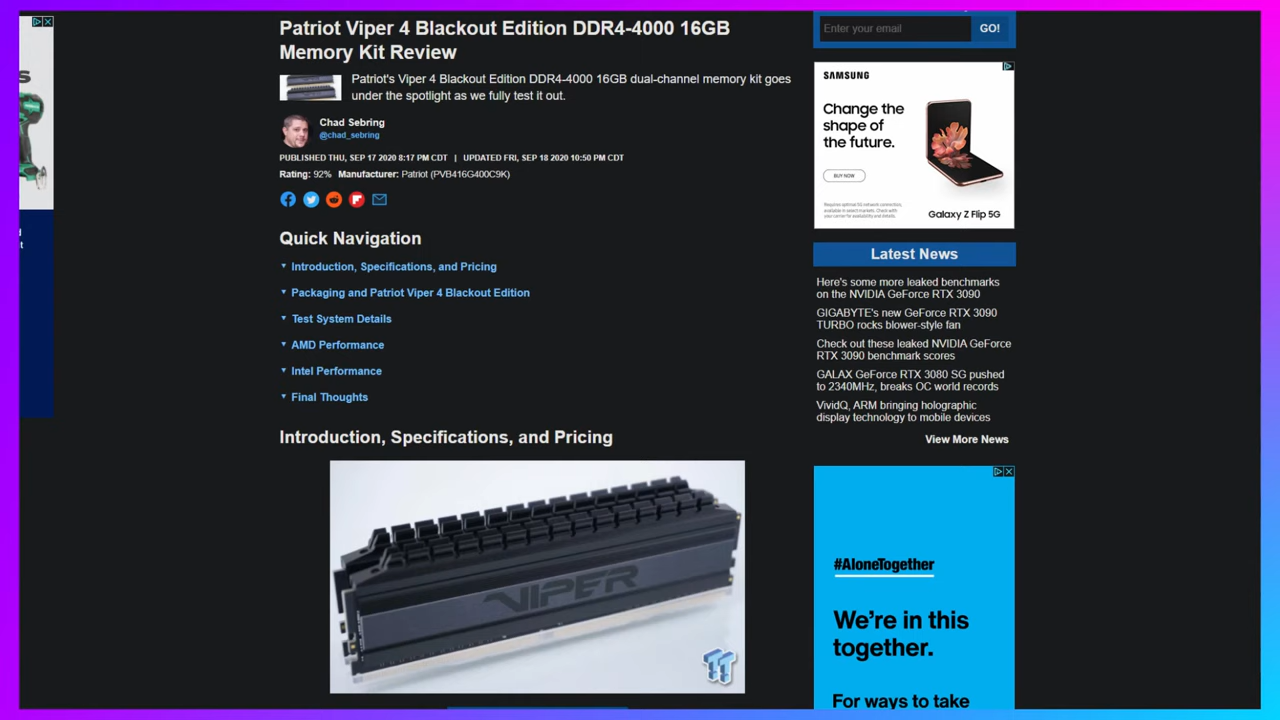 Patriot Viper 4 Blackout Edition DDR4-4000 16GB
Memory Kit Review
Patriot's Viper 4 Blackout Edition DDR4-4000 16GB dual-channel memory kit goes
under the spotlight as we fully test it out.
Chad Sebring
@chad_sebring
PUBLISHED THU, SEP 17 2020 8:17 PM CDT | UPDATED FRI, SEP 18 2020 10:50 PM CDT
Rating: 92% Manufacturer: Patriot (PVB416G400C9K)
Quick Navigation
Introduction, Specifications, and Pricing
Packaging and Patriot Viper 4 Blackout Edition
Test System Details
AMD Performance
Intel Performance
Final Thoughts
Introduction, Specifications, and Pricing
VIPER
TT
Enter your email
GO!
SAMSUNG
Change the
shape of
the future.
BUY NOW
Galaxy Z Flip 5G
Latest News
Here's some more leaked benchmarks
on the NVIDIA GeForce RTX 3090
GIGABYTE's new GeForce RTX 3090
TURBO rocks blower-style fan
Check out these leaked NVIDIA GeForce
RTX 3090 benchmark scores
GALAX GeForce RTX 3080 SG pushed
to 2340MHz, breaks OC world records
VividQ, ARM bringing holographic
display technology to mobile devices
View More News
#AloneTogether
We're in this
together.
For ways to take